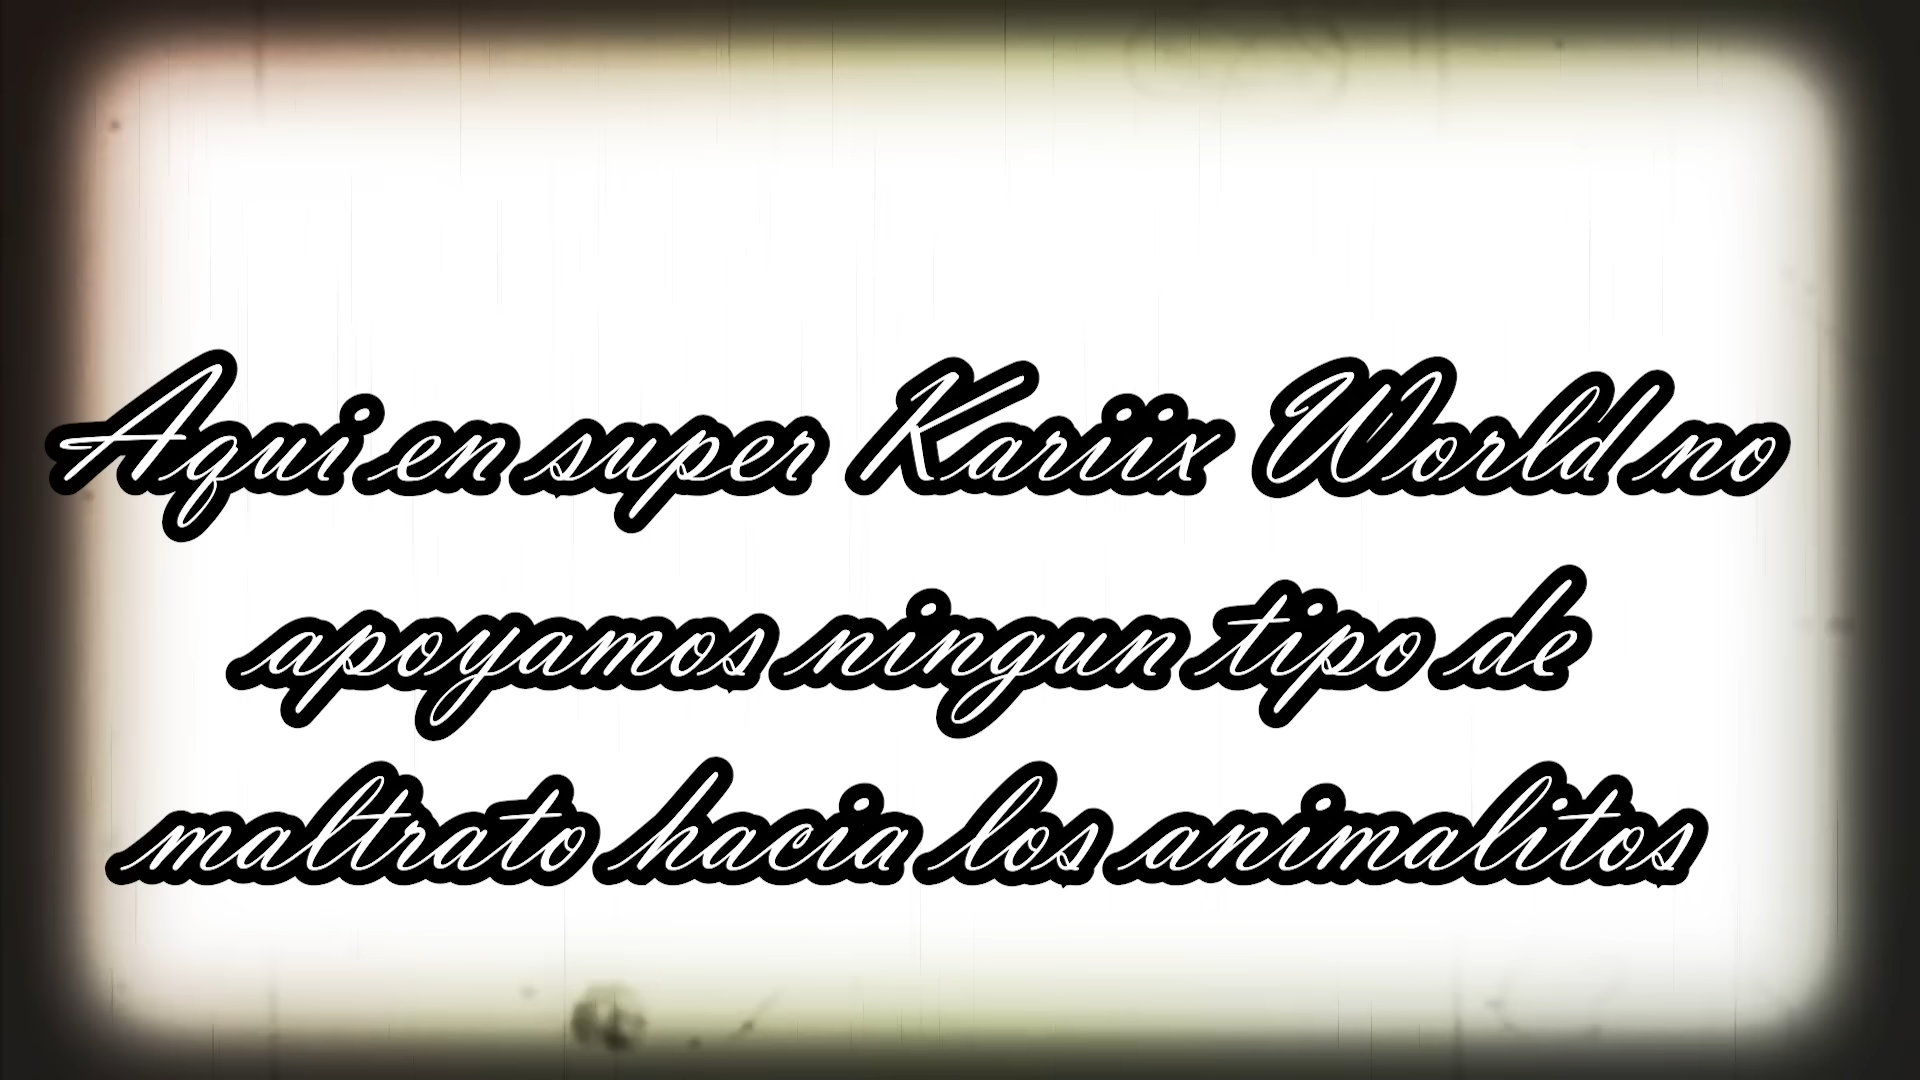 Aqui en super Kariix World no
apoyamos ningun tipo de
maltrato hacia los animalitos